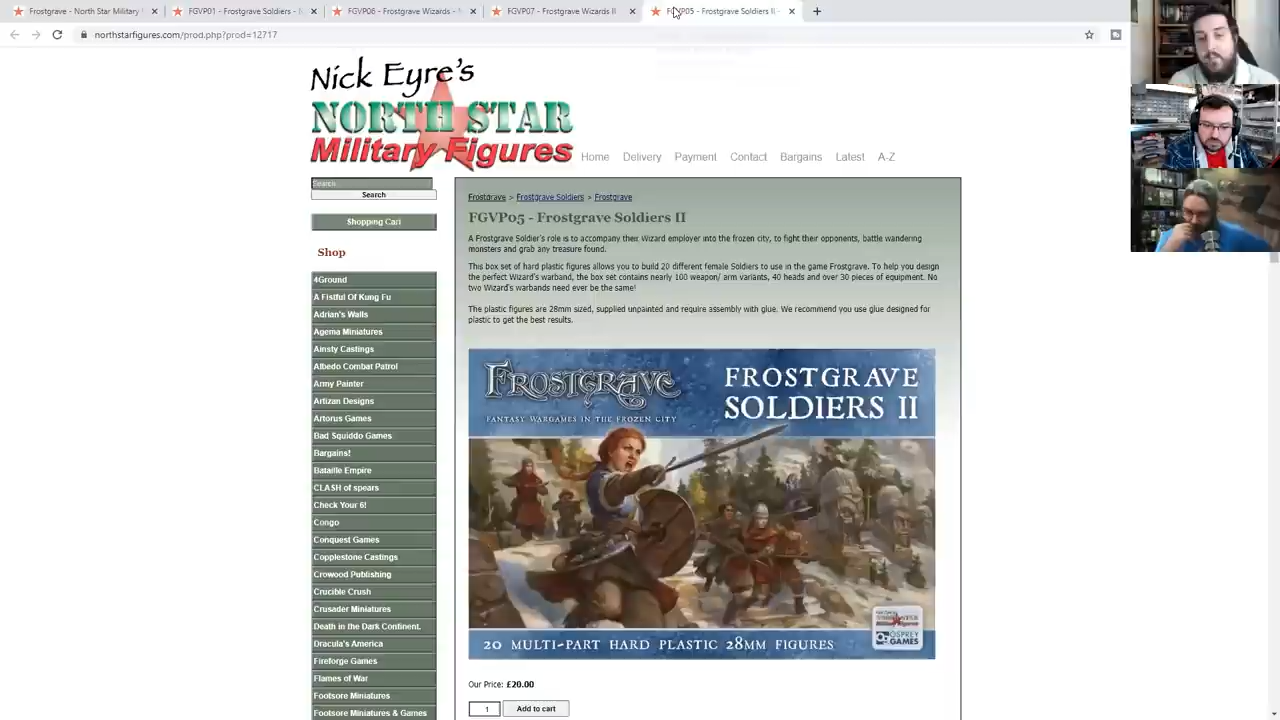 Frostgrave - North Star Military
FGVP01 - Frostgrave Soldiers -
FGVP06 - Frostgrave Wizards -
FGVP07 - Frostgrave Wizards II
FGVP05 - Frostgrave Soldiers II -
northstarfigures.com/prod.php?prod=12717
Nick Eyre's
NORTH STAR
Military Figures
Home Delivery Payment Contact Bargains Latest A-Z
Search
Search
Shopping Cart
Shop
4Ground
A Fistful Of Kung Fu
Adrian's Walls
Agema Miniatures
Ainsty Castings
Albedo Combat Patrol
Army Painter
Artizan Designs
Artorus Games
Bad Squiddo Games
Bargains!
Bataille Empire
CLASH of spears
Check Your 6!
Congo
Conquest Games
Copplestone Castings
Crowood Publishing
Crucible Crush
Crusader Miniatures
Death in the Dark Continent.
Dracula's America
Fireforge Games
Flames of War
Footsore Miniatures
Footsore Miniatures & Games
Frostgrave > Frostgrave Soldiers > Frostgrave
FGVP05 - Frostgrave Soldiers II
A Frostgrave Soldier's role is to accompany their Wizard employer into the frozen city, to fight their opponents, battle wandering
monsters and grab any treasure found.
This box set of hard plastic figures allows you to build 20 different female Soldiers to use in the game Frostgrave. To help you design
the perfect Wizard's warband, the box set contains nearly 100 weapon/ arm variants, 40 heads and over 30 pieces of equipment. No
two Wizard's warbands need ever be the same!
The plastic figures are 28mm sized, supplied unpainted and require assembly with glue. We recommend you use glue designed for
plastic to get the best results.
FROSTGRAVE
FANTASY WARGAMES IN THE FROZEN CITY
FROSTGRAVE
SOLDIERS II
NORTH STAR
OSPREY
GAMES
20 MULTI-PART HARD PLASTIC 28MM FIGURES
Our Price: £20.00
1
Add to cart